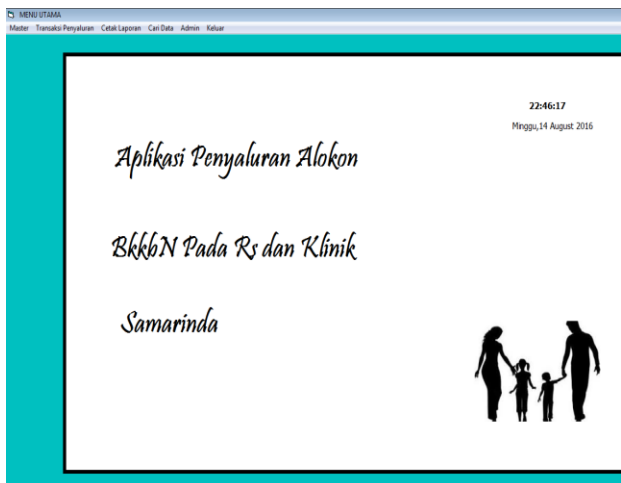 MENU UTAMA
Master Transaksi Penyaluran Cetak Laporan Cari Data Admin Keluar
22:46:17
Minggu,14 August 2016
Aplikasi Penyaluran Alokon
BkkbN Pada Rs dan Klinik
Samarinda